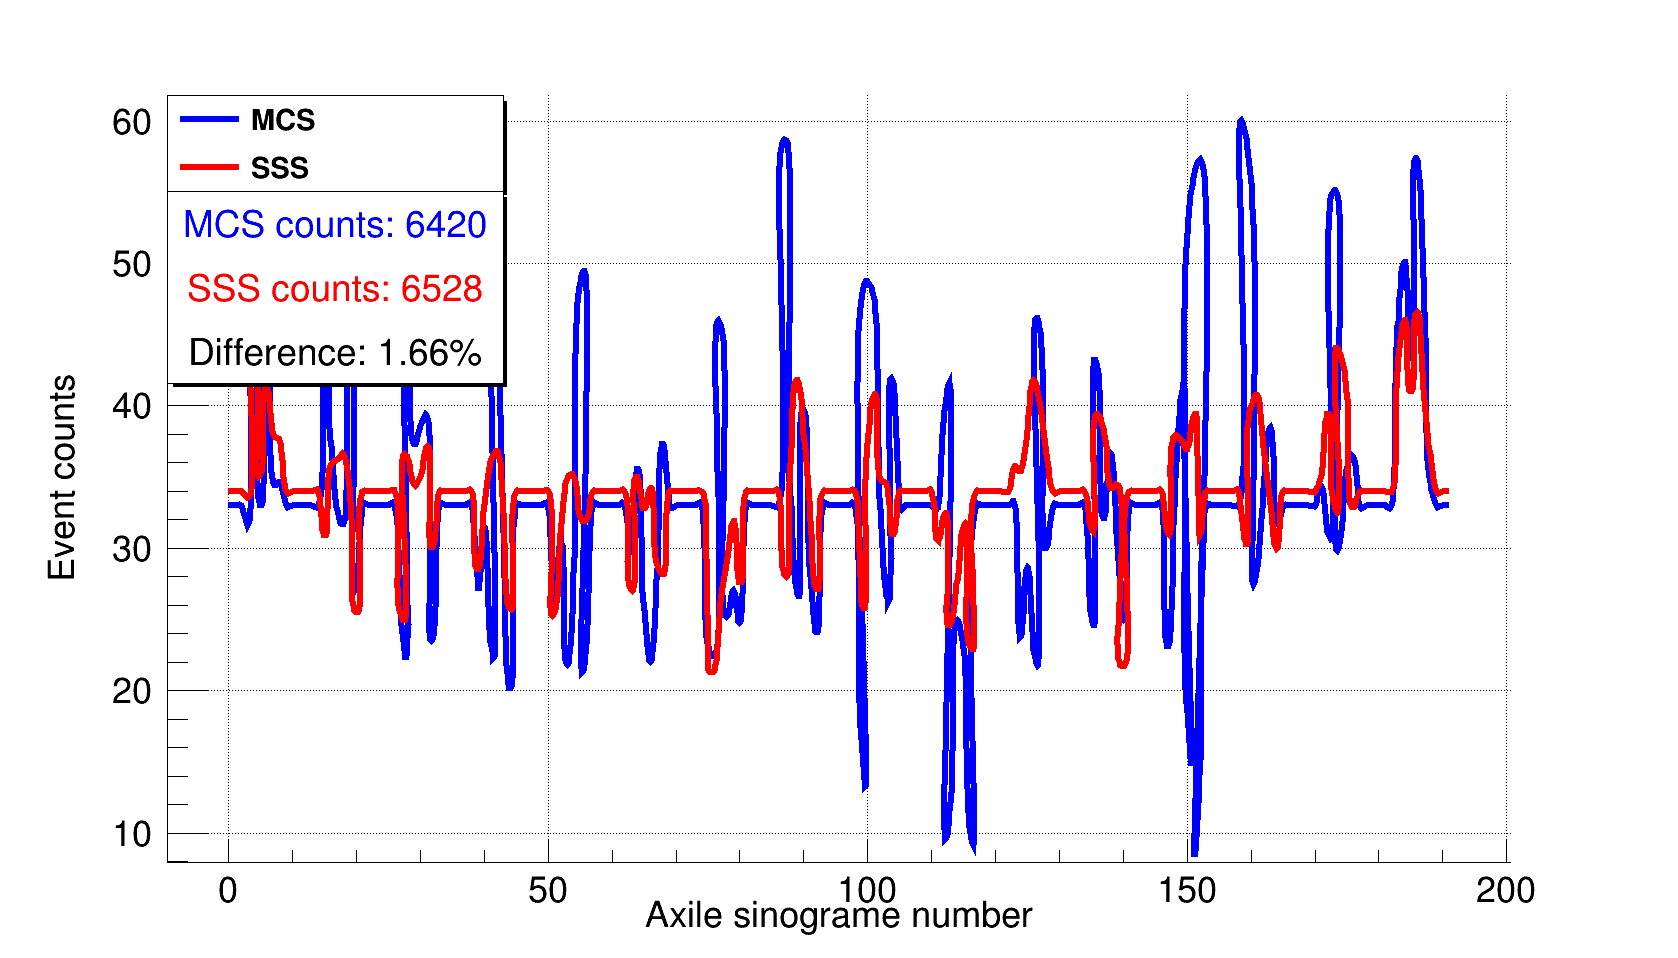 MCS
SSS
MCS counts: 6420
SSS counts: 6528
Difference: 1.66%
60
50
40
30
20
10
Event counts
0 50 100 150 200
Axile sinograme number